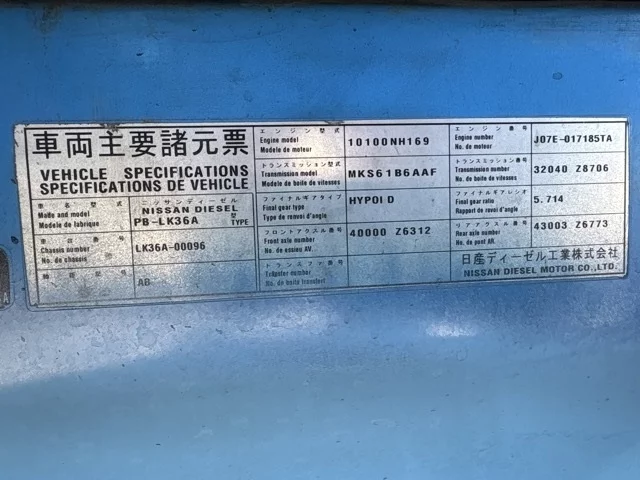 車両主要諸元票
VEHICLE SPECIFICATIONS
SPECIFICATIONS DE VEHICLE
車名型式
Make and model
Modele de fabrique
ニッサンディーゼル
NISSAN DIESEL
PB-LK36A
型
TYPE
車台番号
Chassis number
No. de chassis
LK36A-00096
AB
エンジン型式
Engine model
Modele de moteur
10100NH169
トランスミッション型式
Transmission model
Modele de boite de vitesses
MKS61B6AAF
ファイナルギアタイプ
Final gear type
Type de renvoi d'angle
HYPOID
フロントアクスル番号
Front axle number
No. de essieu AV.
40000 Z6312
トランスファ番号
Transfer number
No. de boite transfert
エンジン番号
Engine number
No. de moteur
J07E-017185TA
トランスミッション番号
Transmission number
No. de boite de vitesses
32040 Z8706
ファイナルギアレシオ
Final gear ratio
Rapport de renvoi d'angle
5.714
リアアクスル番号
Rear axle number
No. de pont AR.
43003 Z6773
日産ディーゼル工業株式会社
NISSAN DIESEL MOTOR CO.,LTD.